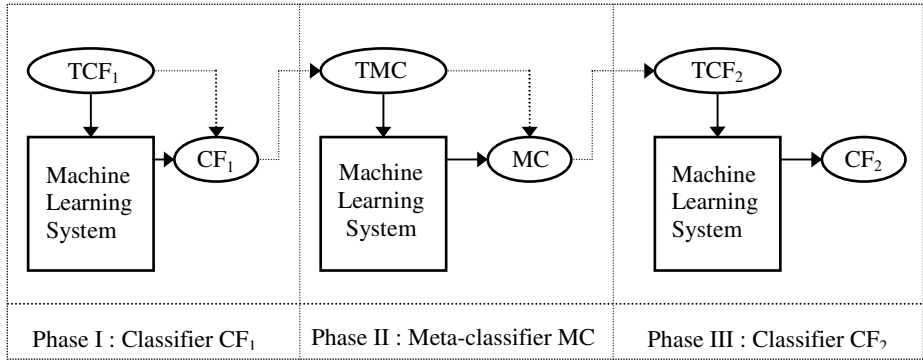 TCF₁
TMC
TCF₂
Machine
Learning
System
CF₁
Machine
Learning
System
MC
Machine
Learning
System
CF₂
Phase I : Classifier CF₁
Phase II : Meta-classifier MC
Phase III : Classifier CF₂